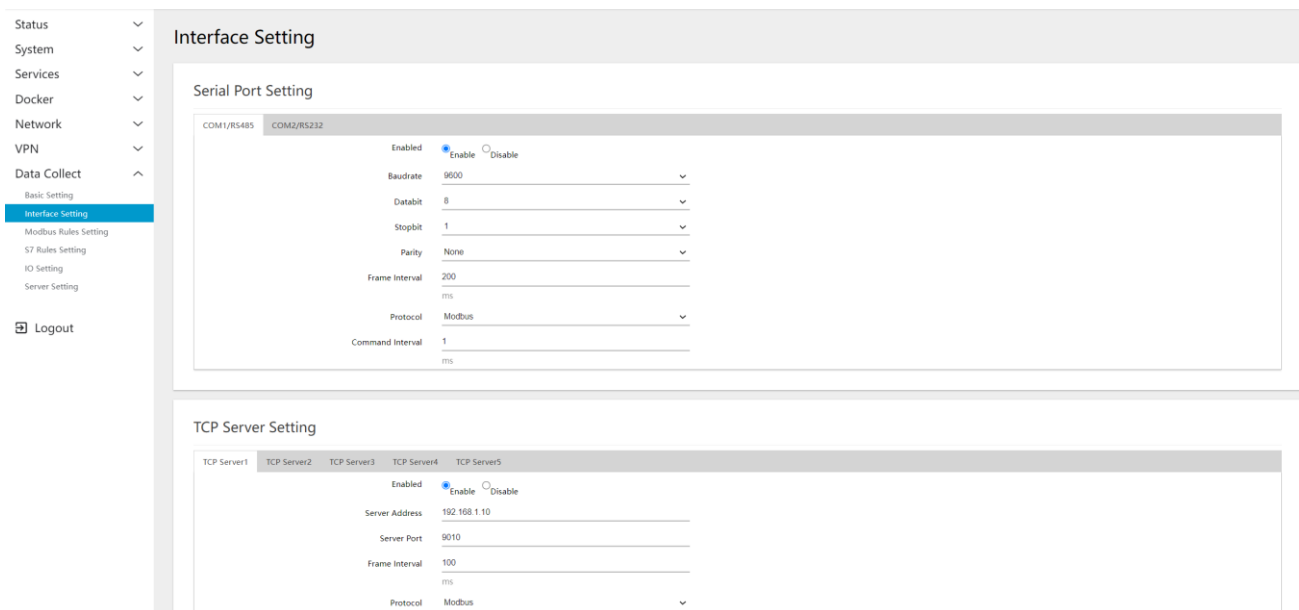 Status
System
Services
Docker
Network
VPN
Data Collect
Basic Setting
Interface Setting
Modbus Rules Setting
S7 Rules Setting
IO Setting
Server Setting
Logout
Interface Setting
Serial Port Setting
COM1/RS485 COM2/RS232
Enabled Enable Disable
Baudrate 9600
Databit 8
Stopbit 1
Parity None
Frame Interval 200
ms
Protocol Modbus
Command Interval 1
ms
TCP Server Setting
TCP Server1 TCP Server2 TCP Server3 TCP Server4 TCP Server5
Enabled Enable Disable
Server Address 192.168.1.10
Server Port 9010
Frame Interval 100
ms
Protocol Modbus